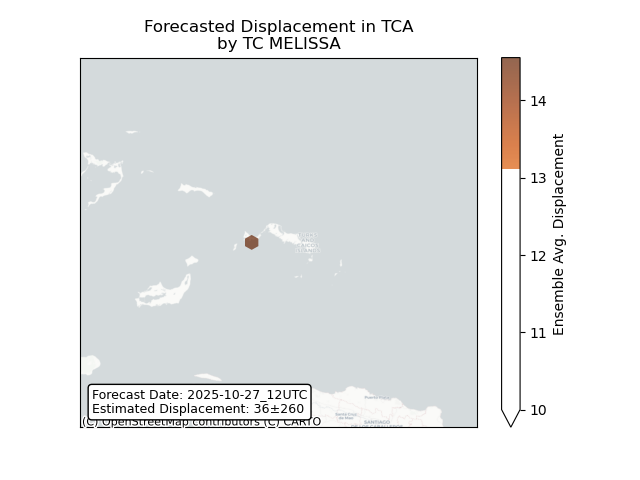 Forecasted Displacement in TCA
by TC MELISSA
14
13
12
11
10
Ensemble Avg. Displacement
Forecast Date: 2025-10-27_12UTC
Estimated Displacement: 36±260
(C) OpenStreetMap contributors (C) CARTO
SANTIAGO